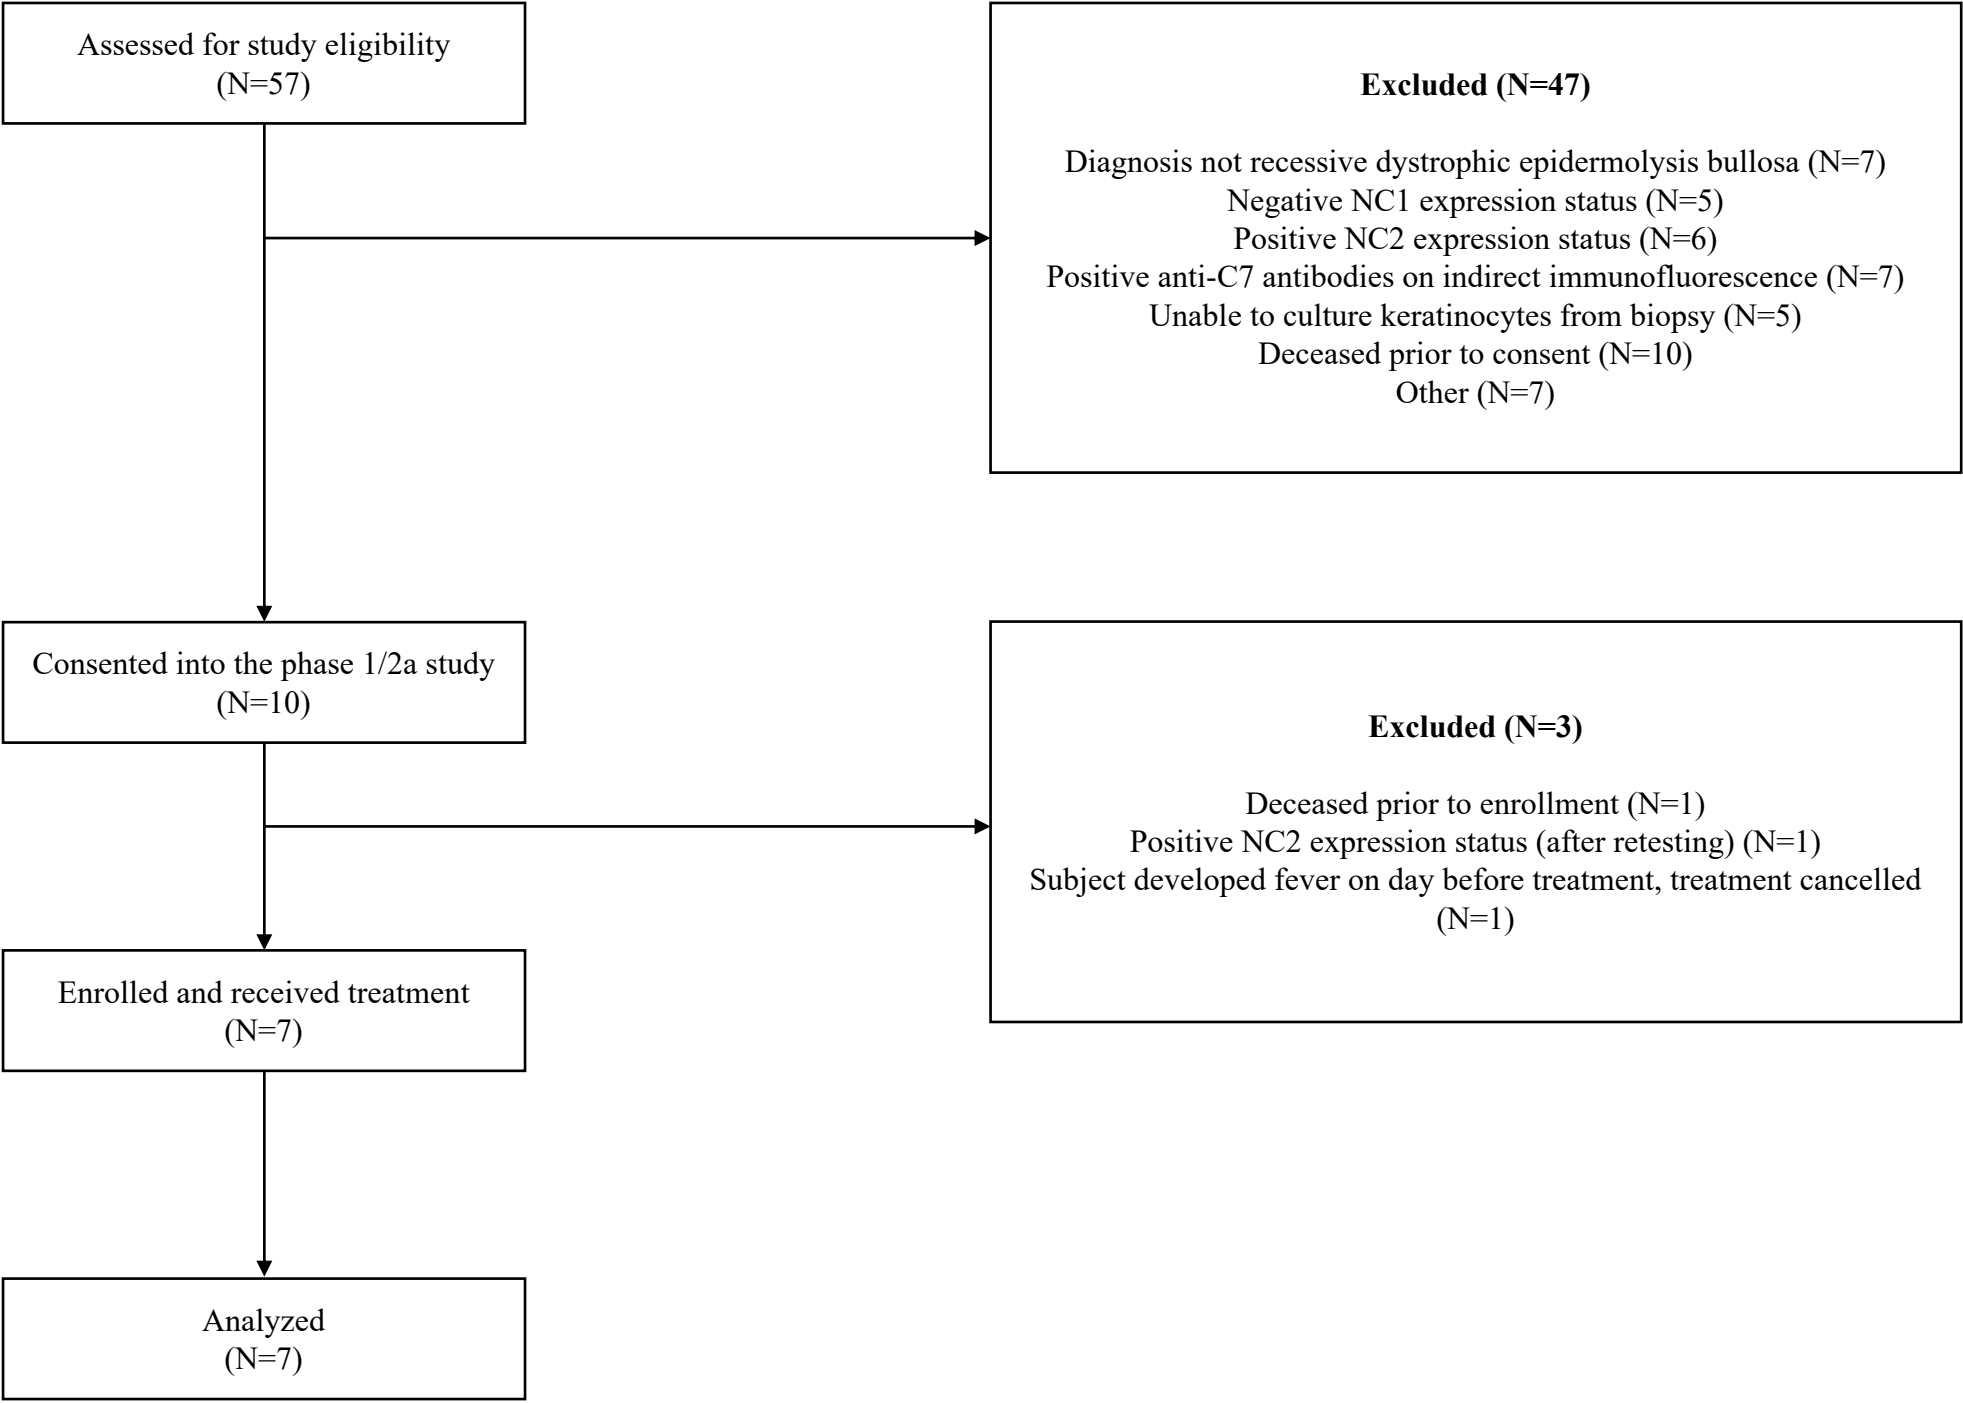 Assessed for study eligibility
(N=57)
Excluded (N=47)
Diagnosis not recessive dystrophic epidermolysis bullosa (N=7)
Negative NC1 expression status (N=5)
Positive NC2 expression status (N=6)
Positive anti-C7 antibodies on indirect immunofluorescence (N=7)
Unable to culture keratinocytes from biopsy (N=5)
Deceased prior to consent (N=10)
Other (N=7)
Consented into the phase 1/2a study
(N=10)
Excluded (N=3)
Deceased prior to enrollment (N=1)
Positive NC2 expression status (after retesting) (N=1)
Subject developed fever on day before treatment, treatment cancelled
(N=1)
Enrolled and received treatment
(N=7)
Analyzed
(N=7)